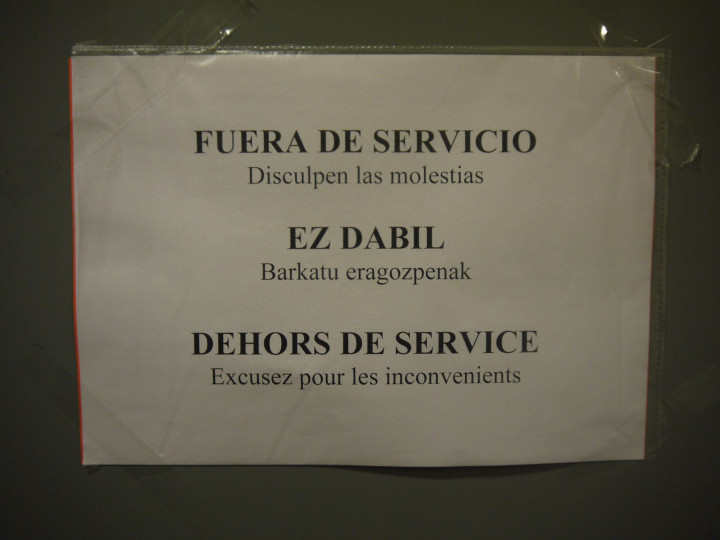 FUERA DE SERVICIO
Disculpen las molestias
EZ DABIL
Barkatu eragozpenak
DEHORS DE SERVICE
Excusez pour les inconvenients